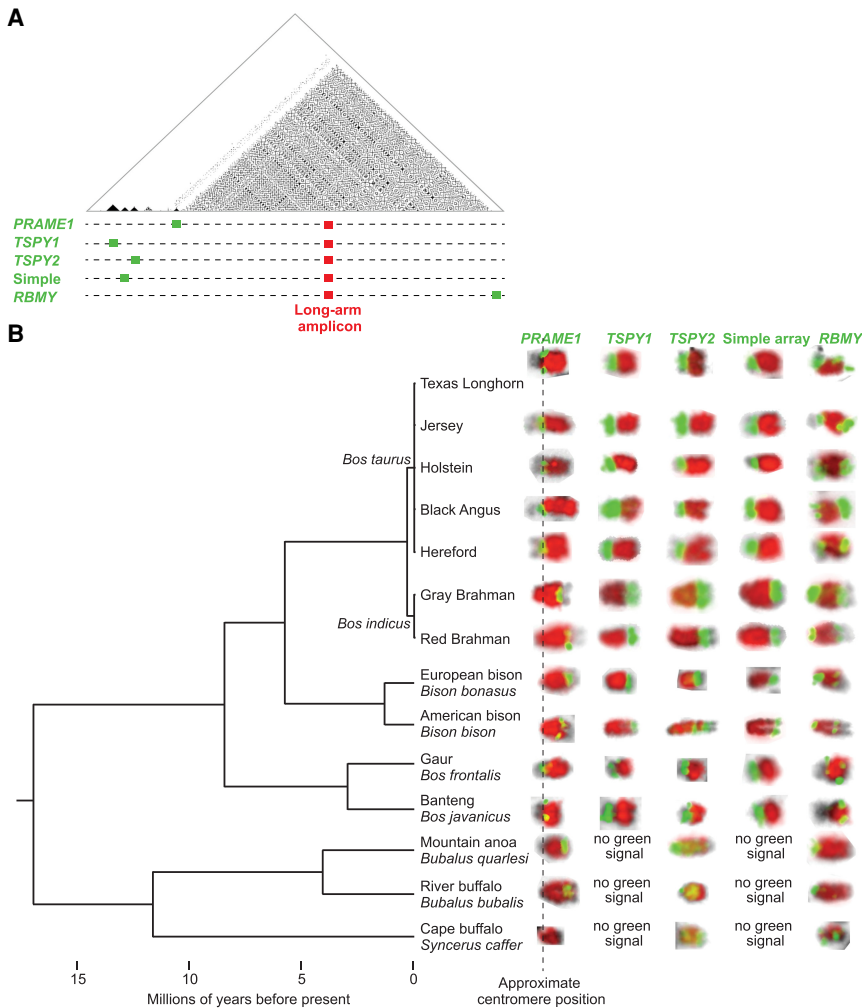 A
PRAME1
TSPY1
TSPY2
Simple
RBMY
Long-arm
amplicon
B
PRAME1 TSPY1 TSPY2 Simple array RBMY
Texas Longhorn
Jersey
Bos taurus
Holstein
Black Angus
Hereford
Gray Brahman
Bos indicus
Red Brahman
European bison
Bison bonasus
American bison
Bison bison
Gaur
Bos frontalis
Banteng
Bos javanicus
Mountain anoa
Bubalus quarlesi
no green
signal
no green
signal
River buffalo
Bubalus bubalis
no green
signal
no green
signal
Cape buffalo
Syncerus caffer
no green
signal
no green
signal
15 10 5 0
Millions of years before present
Approximate
centromere position